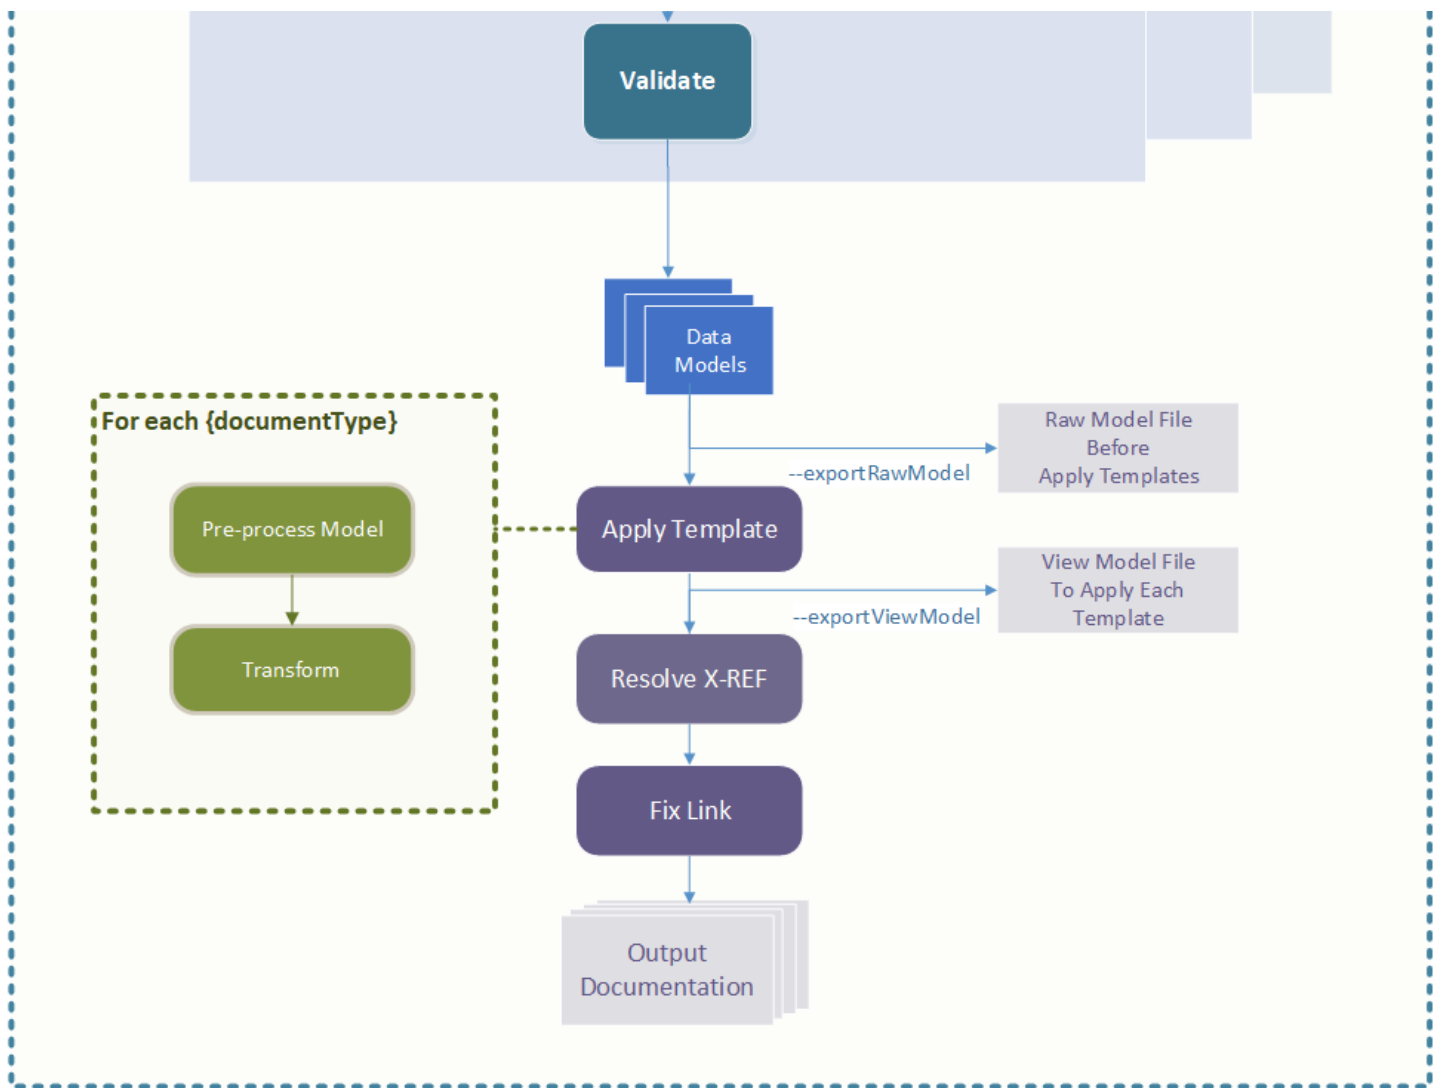 Validate
Data
Models
For each {documentType}
Raw Model File
Before
Apply Templates
--exportRawModel
Pre-process Model
Apply Template
View Model File
To Apply Each
Template
--exportViewModel
Transform
Resolve X-REF
Fix Link
Output
Documentation